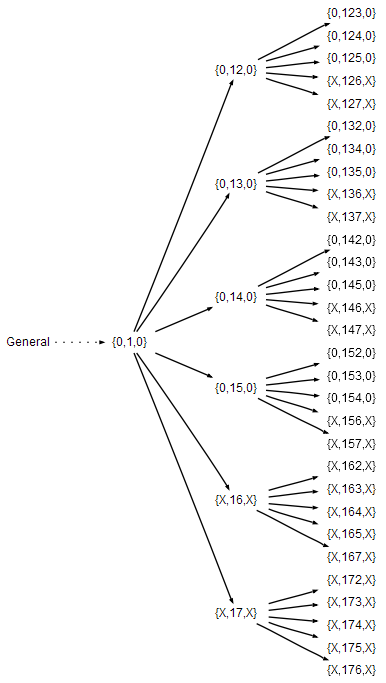 {0,123,0}
{0,124,0}
{0,125,0}
{X,126,X}
{X,127,X}
{0,12,0}
{0,132,0}
{0,134,0}
{0,135,0}
{X,136,X}
{X,137,X}
{0,13,0}
{0,142,0}
{0,143,0}
{0,145,0}
{X,146,X}
{X,147,X}
{0,14,0}
General
{0,1,0}
{0,152,0}
{0,153,0}
{0,154,0}
{X,156,X}
{X,157,X}
{0,15,0}
{X,162,X}
{X,163,X}
{X,164,X}
{X,165,X}
{X,167,X}
{X,16,X}
{X,172,X}
{X,173,X}
{X,174,X}
{X,175,X}
{X,176,X}
{X,17,X}